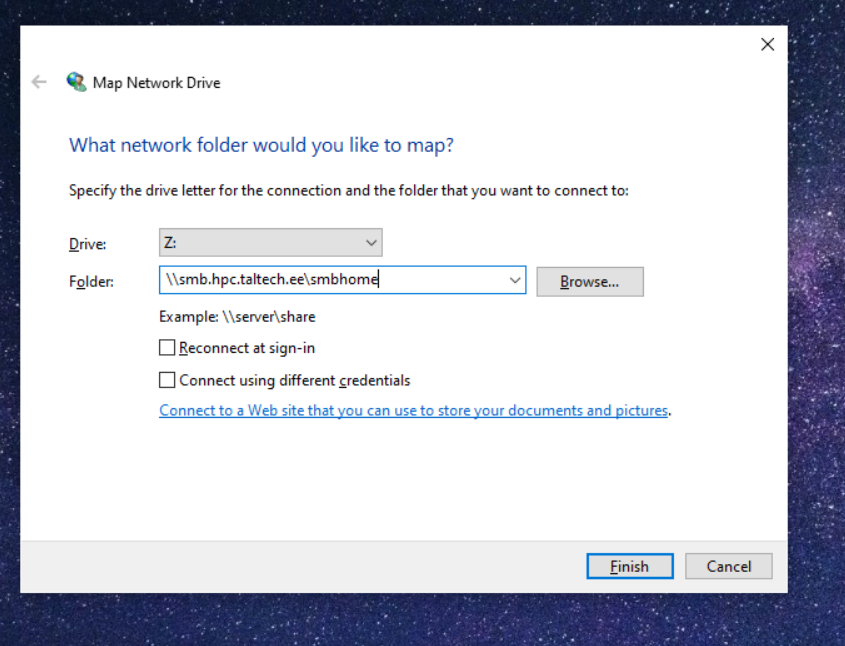 Map Network Drive
What network folder would you like to map?
Specify the drive letter for the connection and the folder that you want to connect to:
Drive: Z:
Folder: \\smb.hpc.taltech.ee\smbhome Browse...
Example: \\server\share
Reconnect at sign-in
Connect using different credentials
Connect to a Web site that you can use to store your documents and pictures.
Finish Cancel